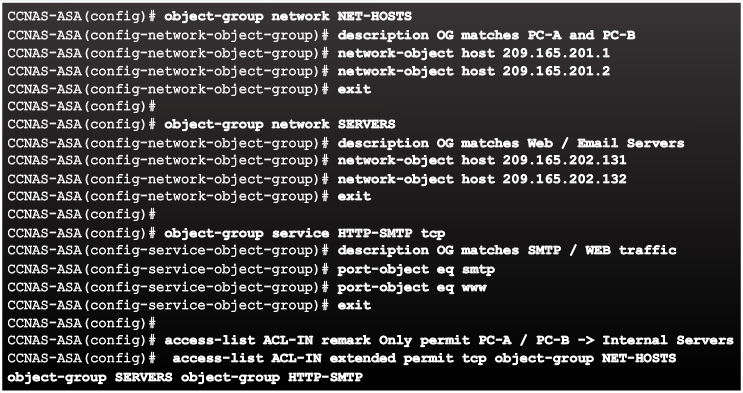 CCNAS-ASA(config)# object-group network NET-HOSTS
CCNAS-ASA(config-network-object-group)# description OG matches PC-A and PC-B
CCNAS-ASA(config-network-object-group)# network-object host 209.165.201.1
CCNAS-ASA(config-network-object-group)# network-object host 209.165.201.2
CCNAS-ASA(config-network-object-group)# exit
CCNAS-ASA(config)#
CCNAS-ASA(config)# object-group network SERVERS
CCNAS-ASA(config-network-object-group)# description OG matches Web / Email Servers
CCNAS-ASA(config-network-object-group)# network-object host 209.165.202.131
CCNAS-ASA(config-network-object-group)# network-object host 209.165.202.132
CCNAS-ASA(config-network-object-group)# exit
CCNAS-ASA(config)#
CCNAS-ASA(config)# object-group service HTTP-SMTP tcp
CCNAS-ASA(config-service-object-group)# description OG matches SMTP / WEB traffic
CCNAS-ASA(config-service-object-group)# port-object eq smtp
CCNAS-ASA(config-service-object-group)# port-object eq www
CCNAS-ASA(config-service-object-group)# exit
CCNAS-ASA(config)#
CCNAS-ASA(config)# access-list ACL-IN remark Only permit PC-A / PC-B -> Internal Servers
CCNAS-ASA(config)#  access-list ACL-IN extended permit tcp object-group NET-HOSTS
object-group SERVERS object-group HTTP-SMTP